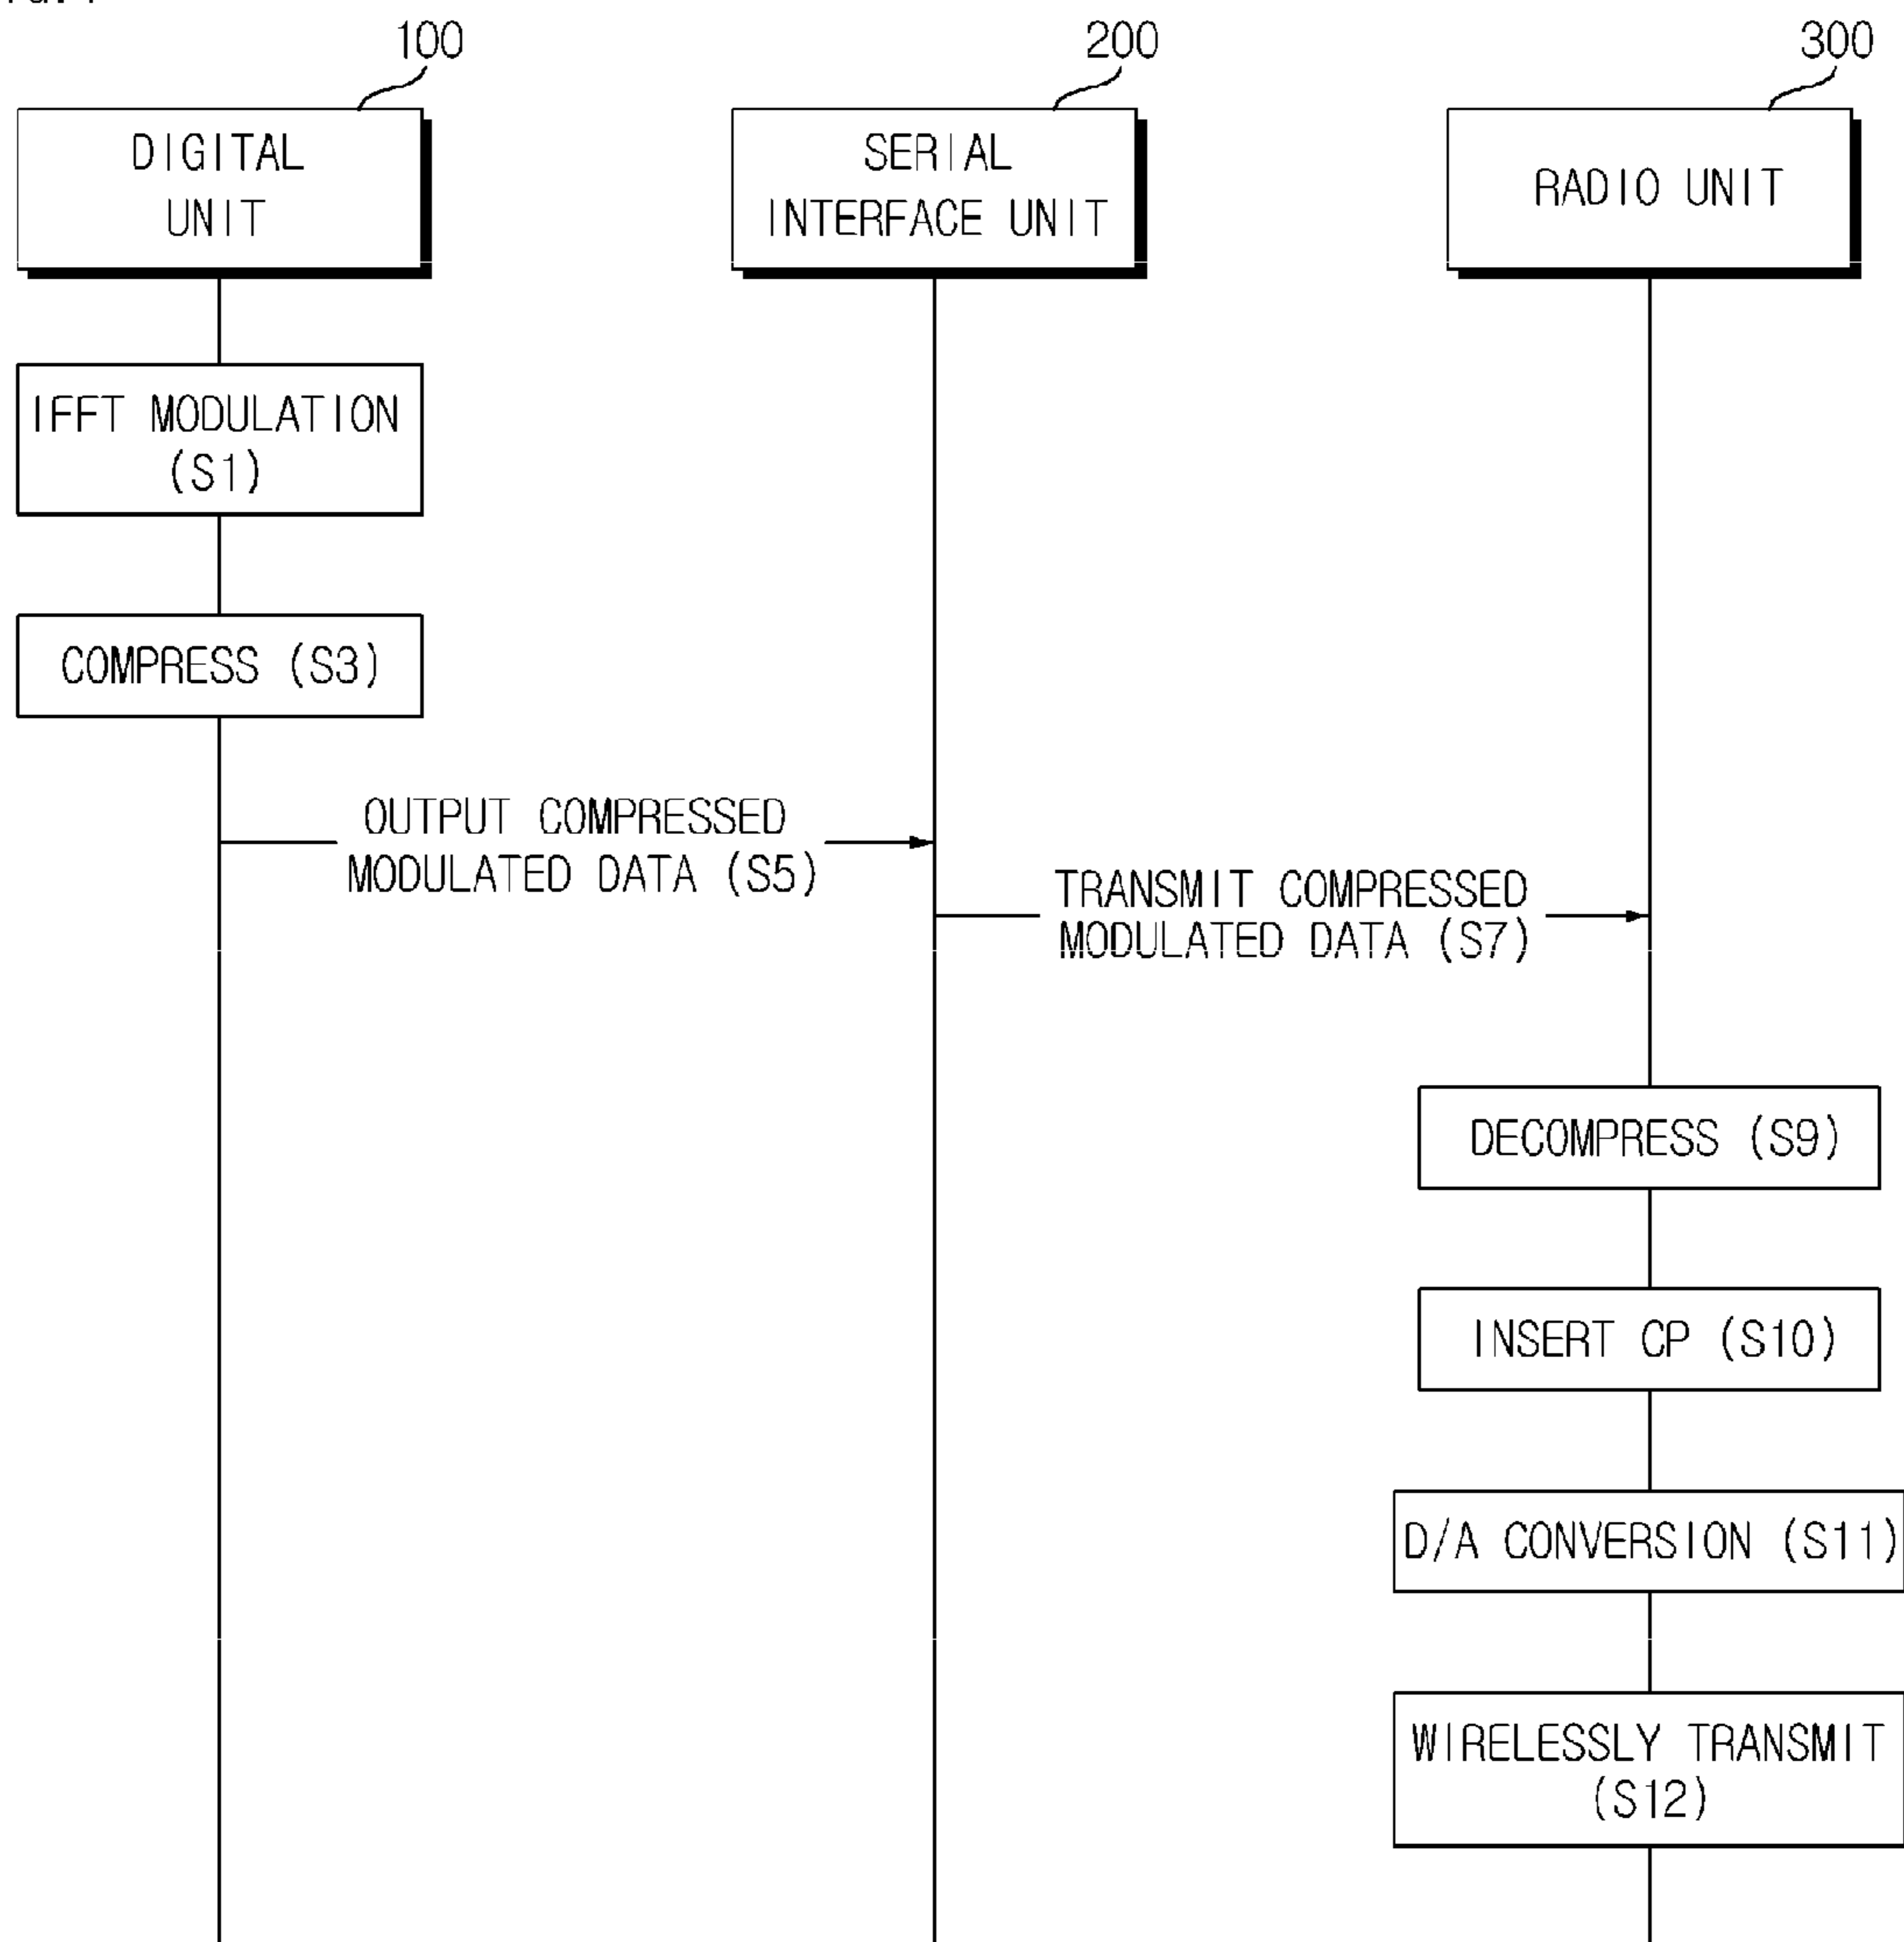 100
200
300
DIGITAL
UNIT
SERIAL
INTERFACE UNIT
RADIO UNIT
IFFT MODULATION
(S1)
COMPRESS (S3)
OUTPUT COMPRESSED
MODULATED DATA (S5)
TRANSMIT COMPRESSED
MODULATED DATA (S7)
DECOMPRESS (S9)
INSERT CP (S10)
D/A CONVERSION (S11)
WIRELESSLY TRANSMIT
(S12)